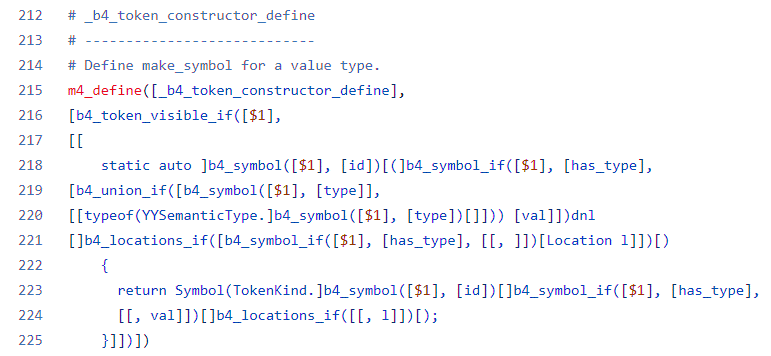 212 # _b4_token_constructor_define
213 # ----------------------------
214 # Define make_symbol for a value type.
215 m4_define([_b4_token_constructor_define],
216 [b4_token_visible_if([$1],
217 [[
218     static auto ]b4_symbol([$1], [id])[(]b4_symbol_if([$1], [has_type],
219 [b4_union_if([b4_symbol([$1], [type]],
220 [[typeof(YYSemanticType.]b4_symbol([$1], [type])[]])) [val]])dnl
221 []b4_locations_if([b4_symbol_if([$1], [has_type], [[, ]])[Location l]])[)
222     {
223       return Symbol(TokenKind.]b4_symbol([$1], [id])[]b4_symbol_if([$1], [has_type],
224       [[, val]])[]b4_locations_if([[, l]])[);
225     }]])])